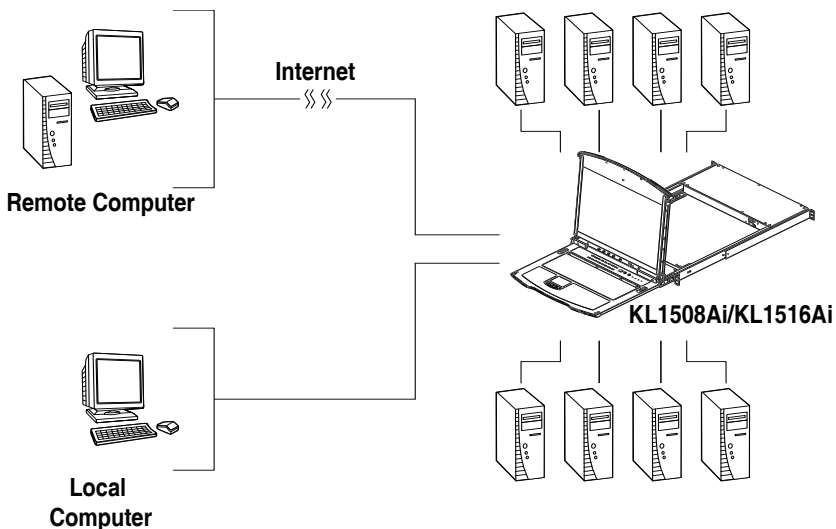 Internet
Remote Computer
KL1508Ai/KL1516Ai
Local
Computer